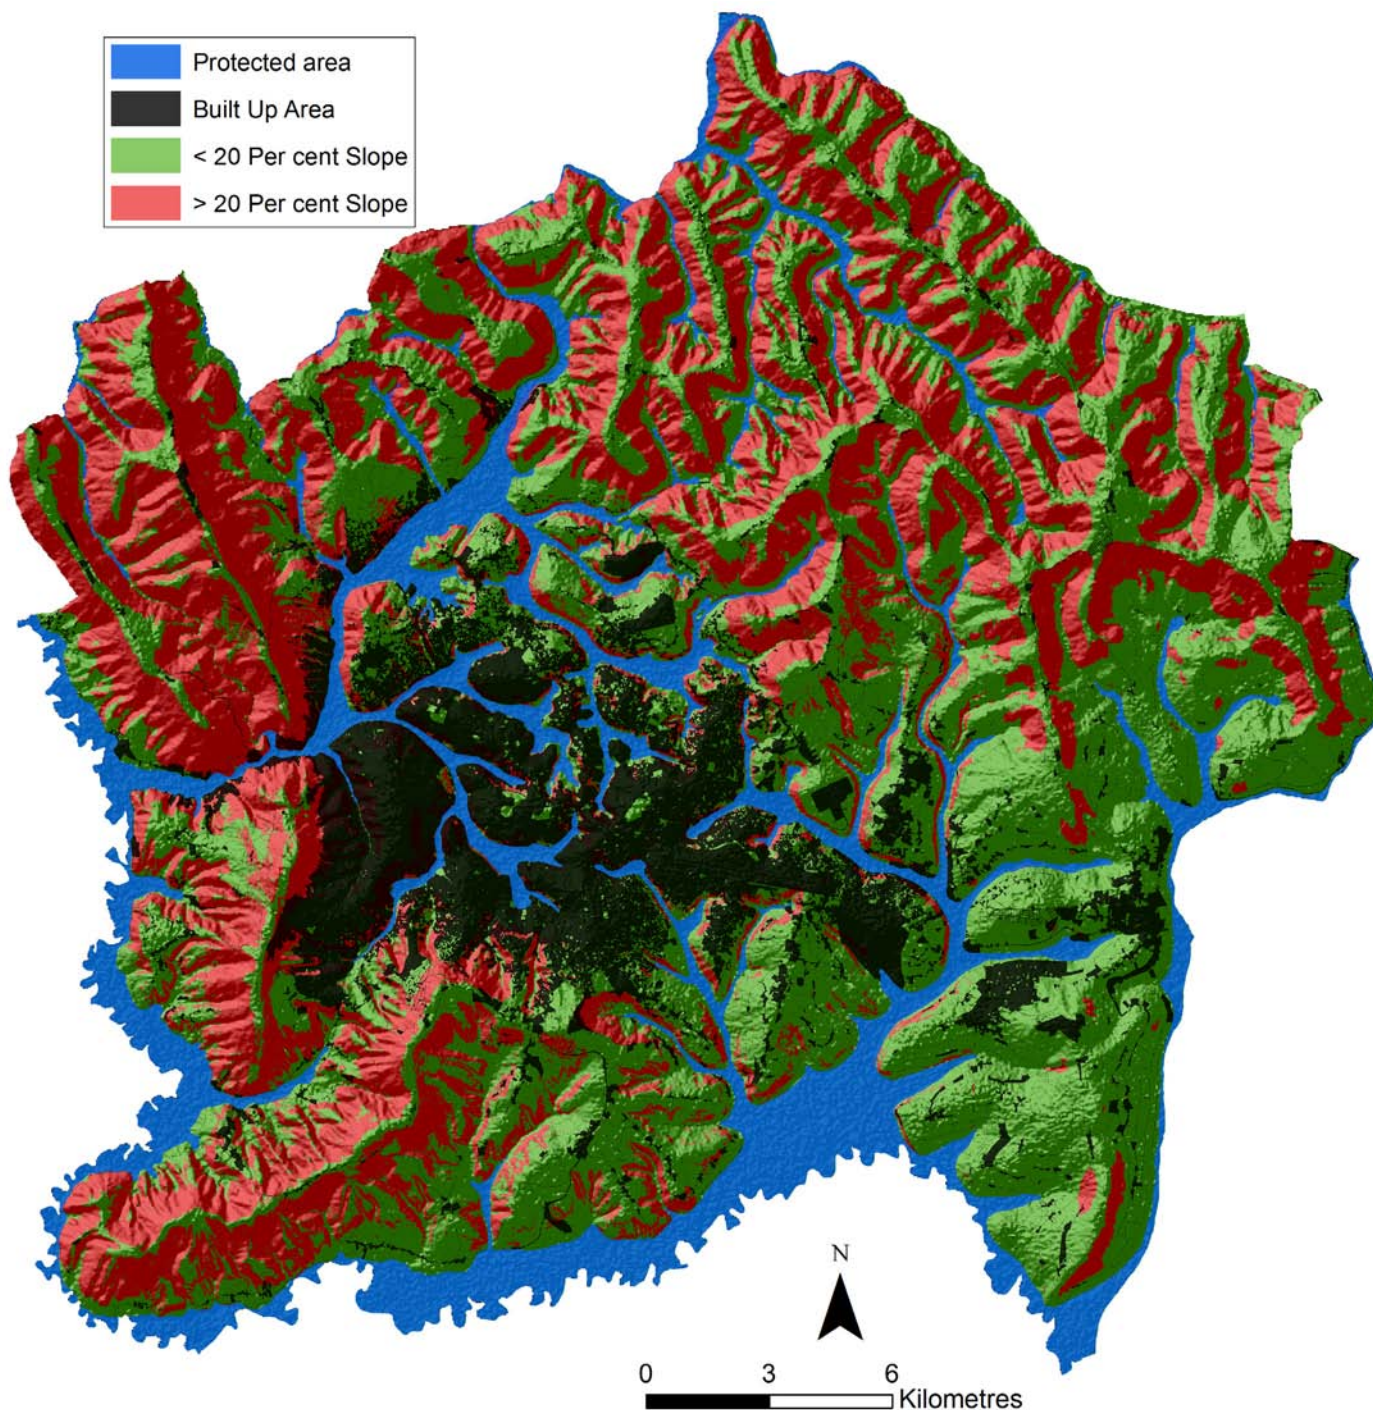 Protected area
Built Up Area
< 20 Per cent Slope
> 20 Per cent Slope
N
0 3 6
Kilometres